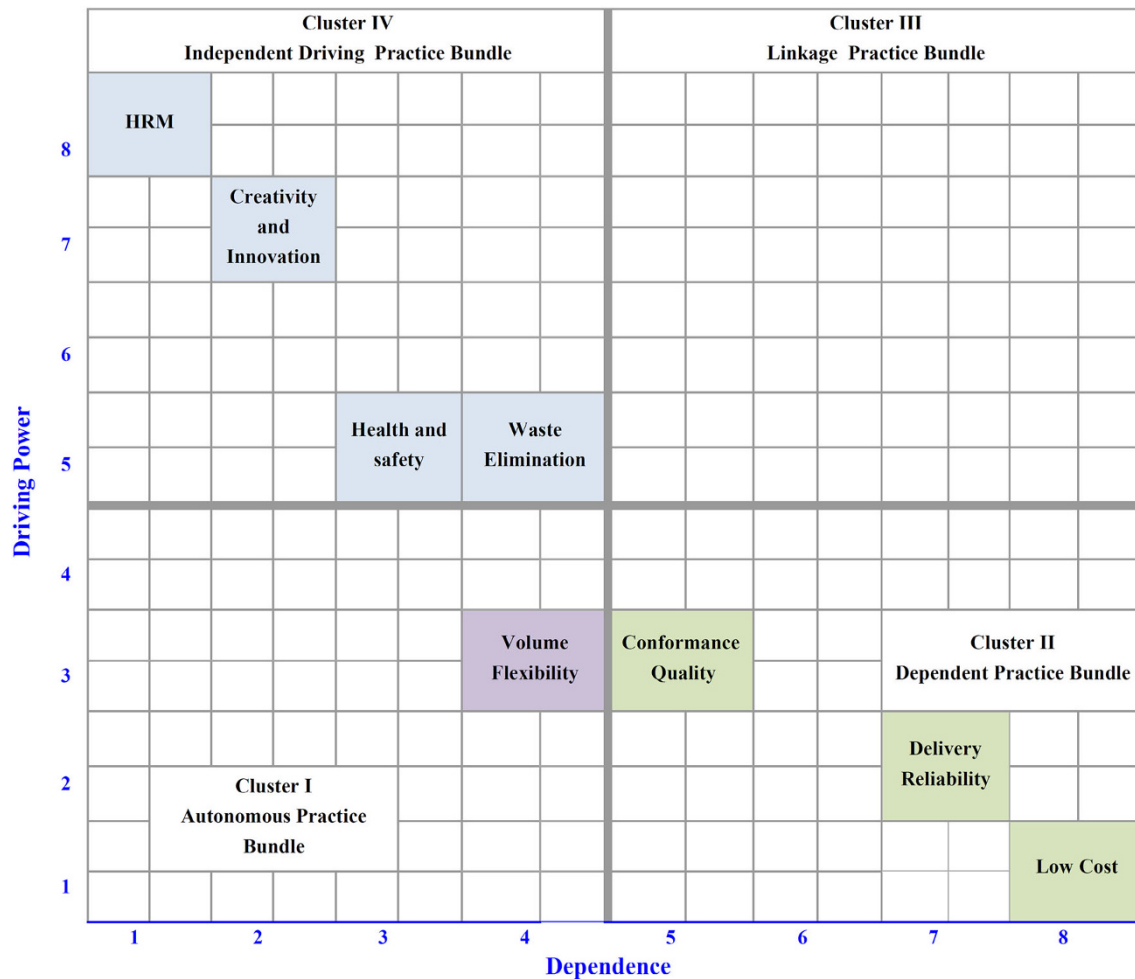 Cluster IV
Independent Driving Practice Bundle
Cluster III
Linkage Practice Bundle
HRM
8
Creativity
and
Innovation
7
6
Health and
safety
Waste
Elimination
5
Driving Power
4
Volume
Flexibility
Conformance
Quality
Cluster II
Dependent Practice Bundle
3
Delivery
Reliability
2
Cluster I
Autonomous Practice
Bundle
Low Cost
1
1 2 3 4 5 6 7 8
Dependence